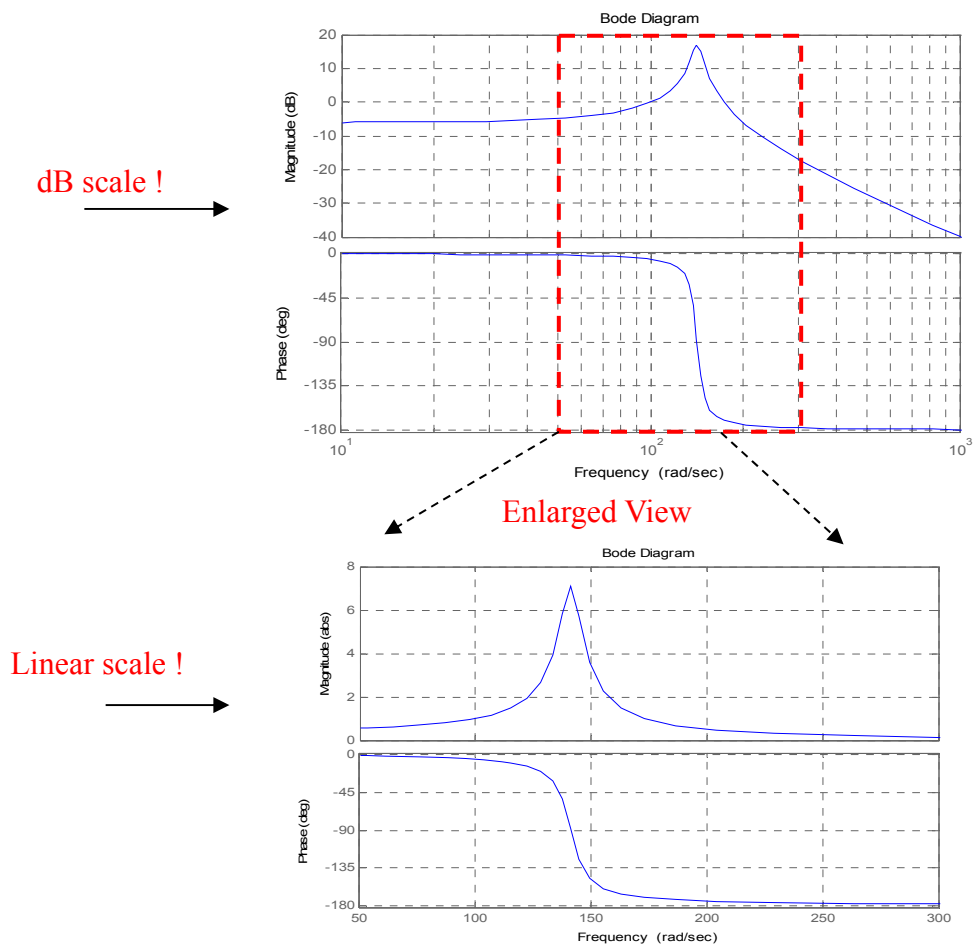 Bode Diagram
20
10
0
-10
-20
-30
-40
Magnitude (dB)
dB scale !
0
-45
-90
-135
-180
Phase (deg)
10^1
10^2
10^3
Frequency (rad/sec)
Enlarged View
Bode Diagram
8
6
4
2
0
Magnitude (abs)
Linear scale !
0
-45
-90
-135
-180
Phase (deg)
50
100
150
200
250
300
Frequency (rad/sec)